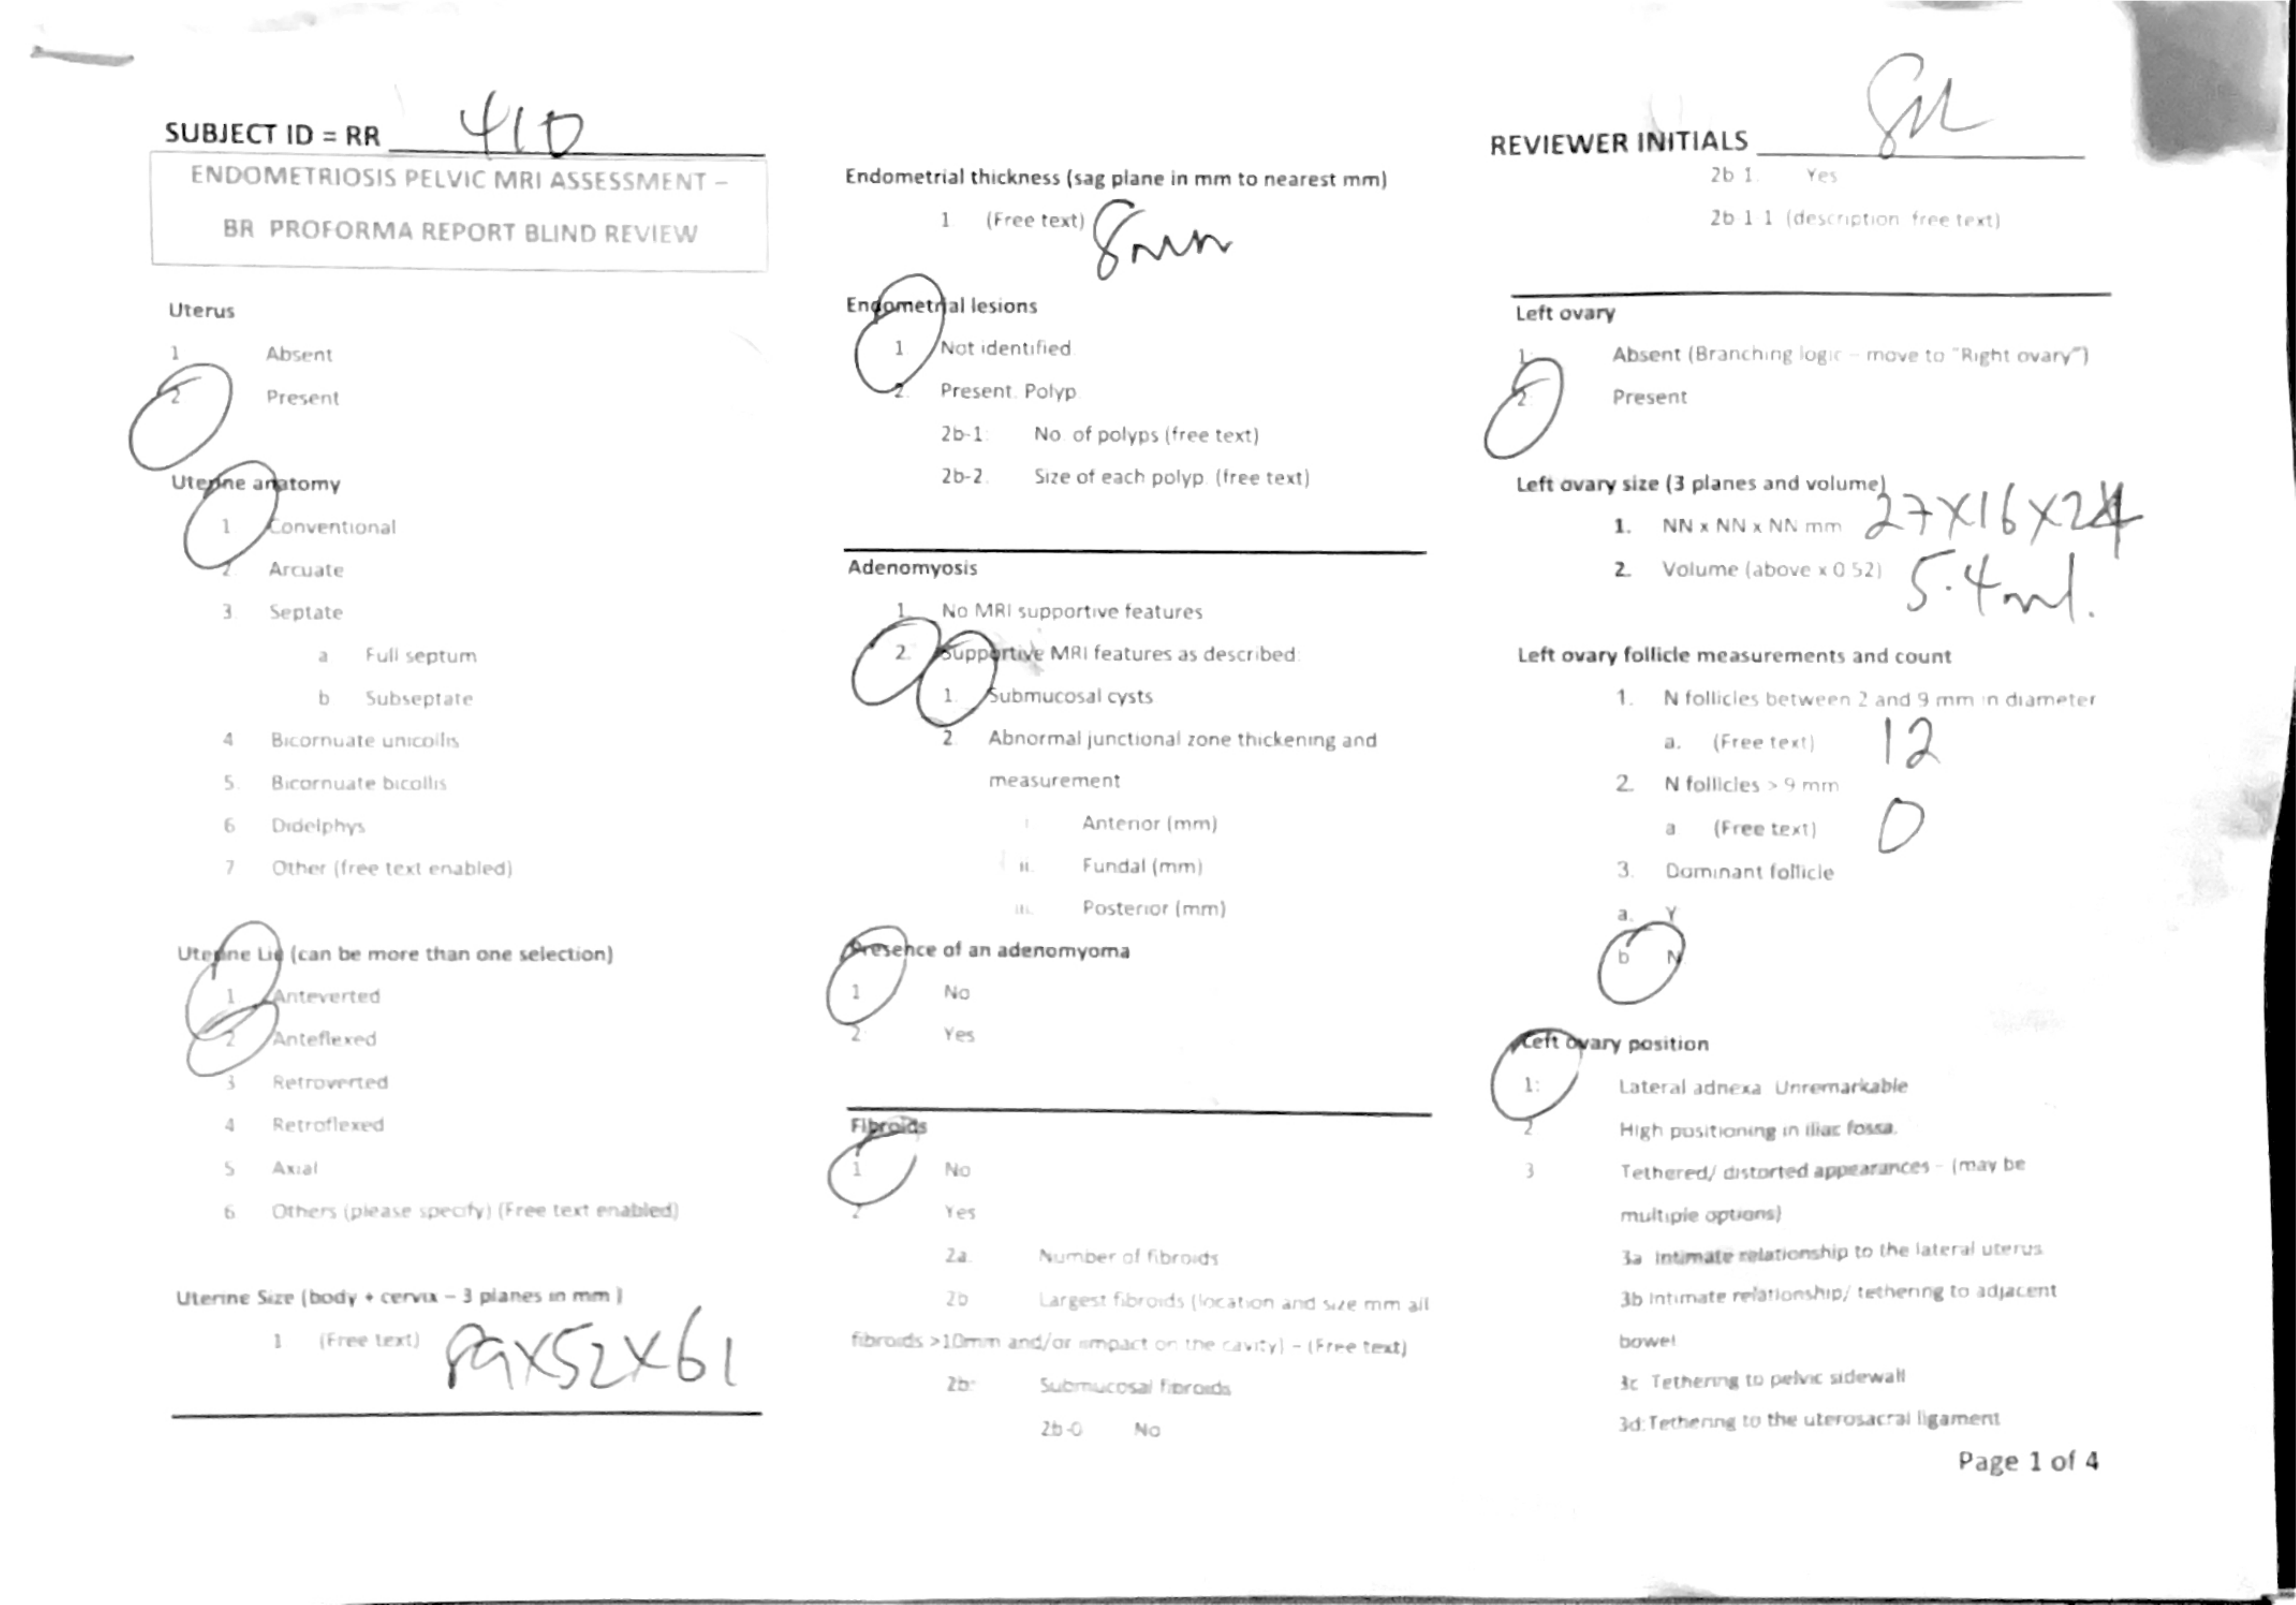 SUBJECT ID = RR 410
ENDOMETRIOSIS PELVIC MRI ASSESSMENT –
BR PROFORMA REPORT BLIND REVIEW
Uterus
1 Absent
2 Present
Uterine anatomy
1 Conventional
2 Arcuate
3. Septate
a Full septum
b Subseptate
4 Bicornuate unicollis
5. Bicornuate bicollis
6 Didelphys
7 Other (free text enabled)
Uterine Lie (can be more than one selection)
1 Anteverted
2 Anteflexed
3 Retroverted
4 Retroflexed
5 Axial
6 Others (please specify) (Free text enabled)
Uterine Size (body + cervix – 3 planes in mm )
1 (Free text) x52x61
Endometrial thickness (sag plane in mm to nearest mm)
1 (Free text) 8mm
Endometrial lesions
1 Not identified
2. Present. Polyp
2b-1: No. of polyps (free text)
2b-2. Size of each polyp. (free text)
Adenomyosis
1. No MRI supportive features
2. Supportive MRI features as described:
1. Submucosal cysts
2. Abnormal junctional zone thickening and
measurement
i Anterior (mm)
ii. Fundal (mm)
iii. Posterior (mm)
Presence of an adenomyoma
1 No
2 Yes
Fibroids
1 No
2 Yes
2a. Number of fibroids
2b Largest fibroids (location and size mm all
fibroids >10mm and/or impact on the cavity) – (Free text)
2b: Submucosal fibroids
2b-0 No
REVIEWER INITIALS
2b 1. Yes
2b-1 1 (description free text)
Left ovary
1: Absent (Branching logic – move to "Right ovary")
2: Present
Left ovary size (3 planes and volume)
1. NN x NN x NN mm 27x16x24
2. Volume (above x 0.52) 5.4ml.
Left ovary follicle measurements and count
1. N follicles between 2 and 9 mm in diameter
a. (Free text) 12
2. N follicles > 9 mm
a (Free text) 0
3. Dominant follicle
a. Y
b N
Left ovary position
1: Lateral adnexa Unremarkable
2 High positioning in iliac fossa.
3 Tethered/ distorted appearances – (may be
multiple options)
3a Intimate relationship to the lateral uterus
3b Intimate relationship/ tethering to adjacent
bowel
3c Tethering to pelvic sidewall
3d: Tethering to the uterosacral ligament
Page 1 of 4